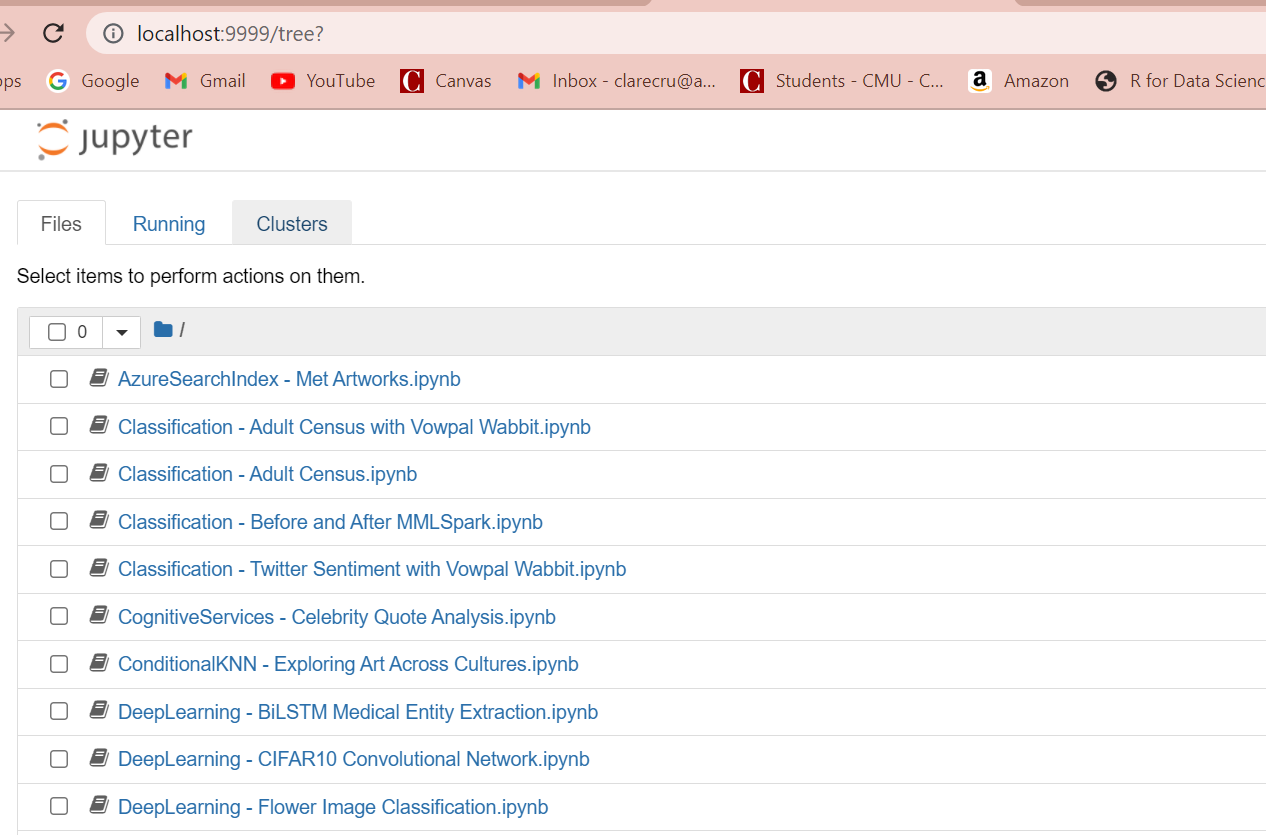 localhost:9999/tree?
ps Google Gmail YouTube Canvas Inbox - clarecru@a... Students - CMU - C... Amazon R for Data Scienc
jupyter
Files Running Clusters
Select items to perform actions on them.
0 /
AzureSearchIndex - Met Artworks.ipynb
Classification - Adult Census with Vowpal Wabbit.ipynb
Classification - Adult Census.ipynb
Classification - Before and After MMLSpark.ipynb
Classification - Twitter Sentiment with Vowpal Wabbit.ipynb
CognitiveServices - Celebrity Quote Analysis.ipynb
ConditionalKNN - Exploring Art Across Cultures.ipynb
DeepLearning - BiLSTM Medical Entity Extraction.ipynb
DeepLearning - CIFAR10 Convolutional Network.ipynb
DeepLearning - Flower Image Classification.ipynb